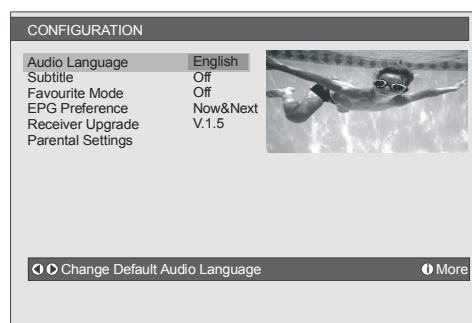 CONFIGURATION
Audio Language English
Subtitle Off
Favourite Mode Off
EPG Preference Now&Next
Receiver Upgrade V.1.5
Parental Settings
Change Default Audio Language i More